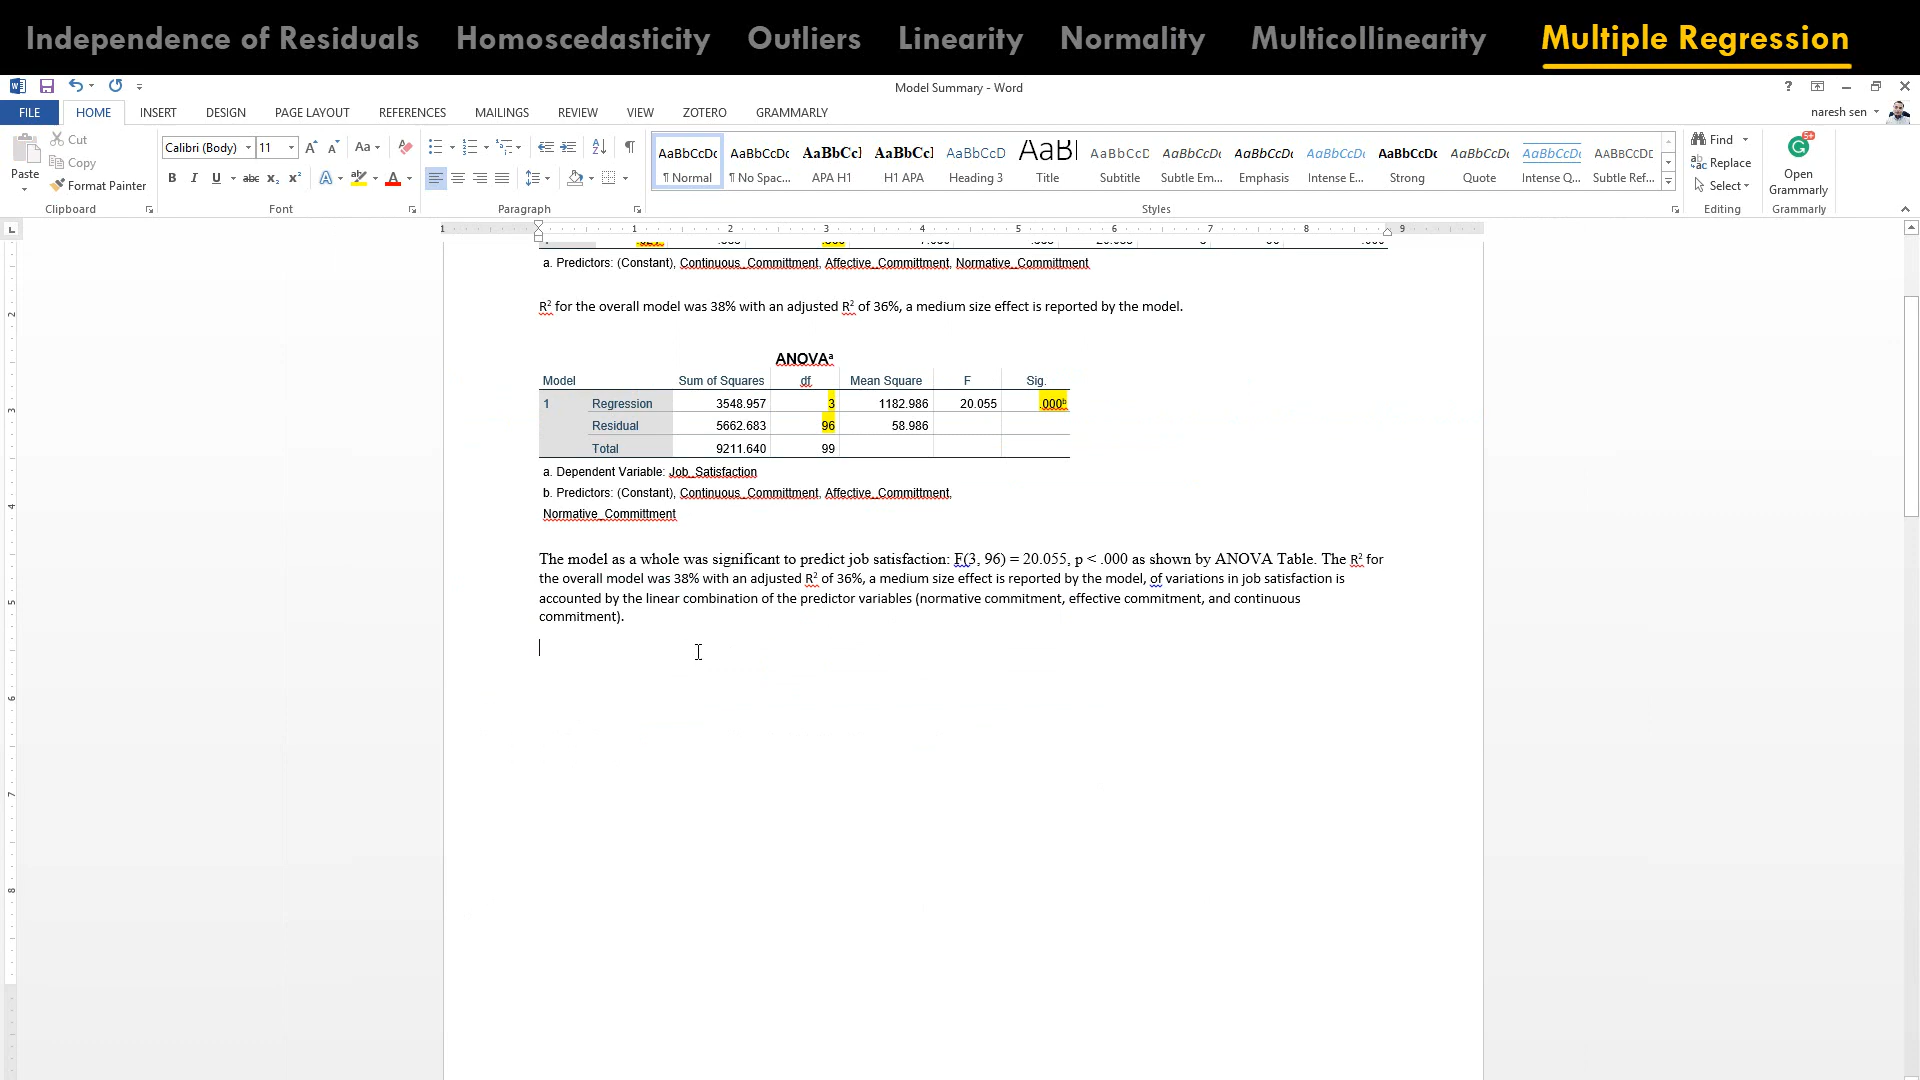 Independence of Residuals Homoscedasticity Outliers Linearity Normality Multicollinearity Multiple Regression
Model Summary - Word
FILE HOME INSERT DESIGN PAGE LAYOUT REFERENCES MAILINGS REVIEW VIEW ZOTERO GRAMMARLY naresh sen
Paste Cut Copy Format Painter
Calibri (Body) 11
AaBbCcDc AaBbCcDc AaBbCcI AaBbCcI AaBbCcD AaBl AaBbCcD AaBbCcDc AaBbCcDc AaBbCcDc AaBbCcDc AaBbCcDc AaBbCcDc AaBbCcDc
¶ Normal ¶ No Spac... APA H1 H1 APA Heading 3 Title Subtitle Subtle Em... Emphasis Intense E... Strong Quote Intense Q... Subtle Ref...
Find Replace Select
Open Grammarly
Clipboard Font Paragraph Styles Editing Grammarly
a. Predictors: (Constant), Continuous_Committment, Affective_Committment, Normative_Committment
R² for the overall model was 38% with an adjusted R² of 36%, a medium size effect is reported by the model.
ANOVAᵃ
Model Sum of Squares df Mean Square F Sig.
1 Regression 3548.957 3 1182.986 20.055 .000ᵇ
Residual 5662.683 96 58.986
Total 9211.640 99
a. Dependent Variable: Job_Satisfaction
b. Predictors: (Constant), Continuous_Committment, Affective_Committment,
Normative_Committment
The model as a whole was significant to predict job satisfaction: F(3, 96) = 20.055, p < .000 as shown by ANOVA Table. The R² for
the overall model was 38% with an adjusted R² of 36%, a medium size effect is reported by the model, of variations in job satisfaction is
accounted by the linear combination of the predictor variables (normative commitment, effective commitment, and continuous
commitment).